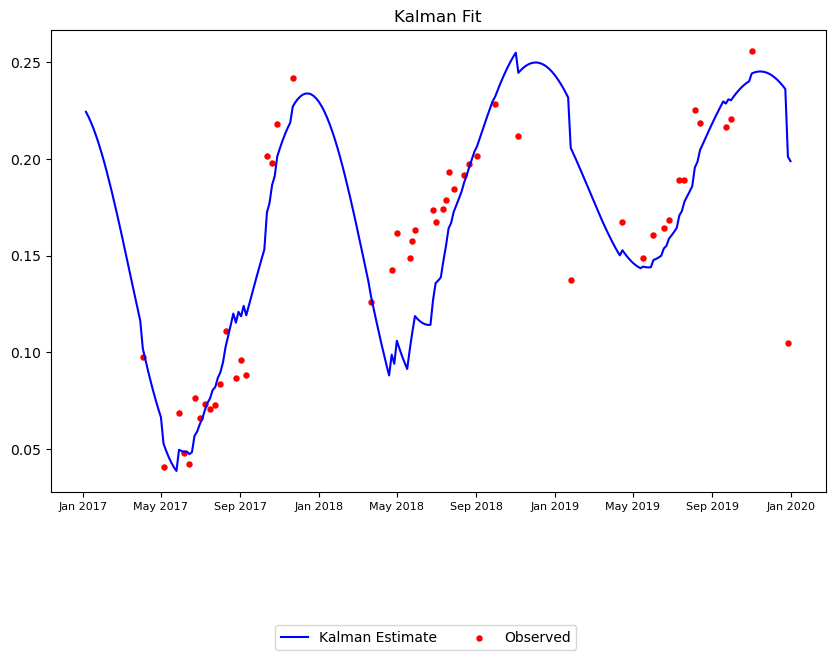 Kalman Fit
0.25
0.20
0.15
0.10
0.05
Jan 2017 May 2017 Sep 2017 Jan 2018 May 2018 Sep 2018 Jan 2019 May 2019 Sep 2019 Jan 2020
Kalman Estimate Observed